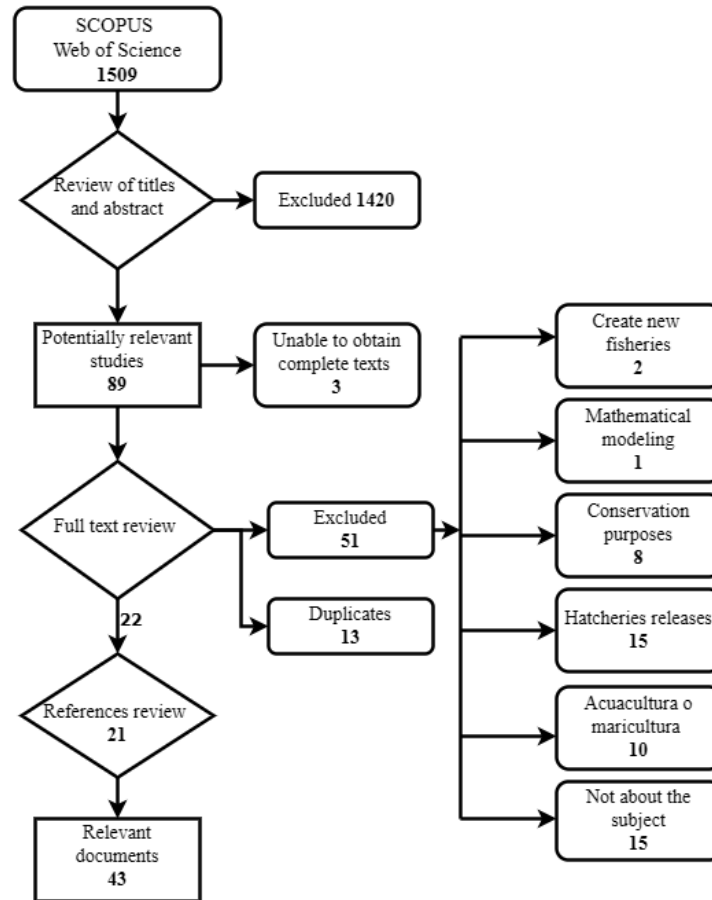 SCOPUS
Web of Science
1509
Review of titles
and abstract
Excluded 1420
Potentially relevant
studies
89
Unable to obtain
complete texts
3
Full text review
Excluded
51
Duplicates
13
22
References review
21
Relevant
documents
43
Create new
fisheries
2
Mathematical
modeling
1
Conservation
purposes
8
Hatcheries releases
15
Acuacultura o
maricultura
10
Not about the
subject
15